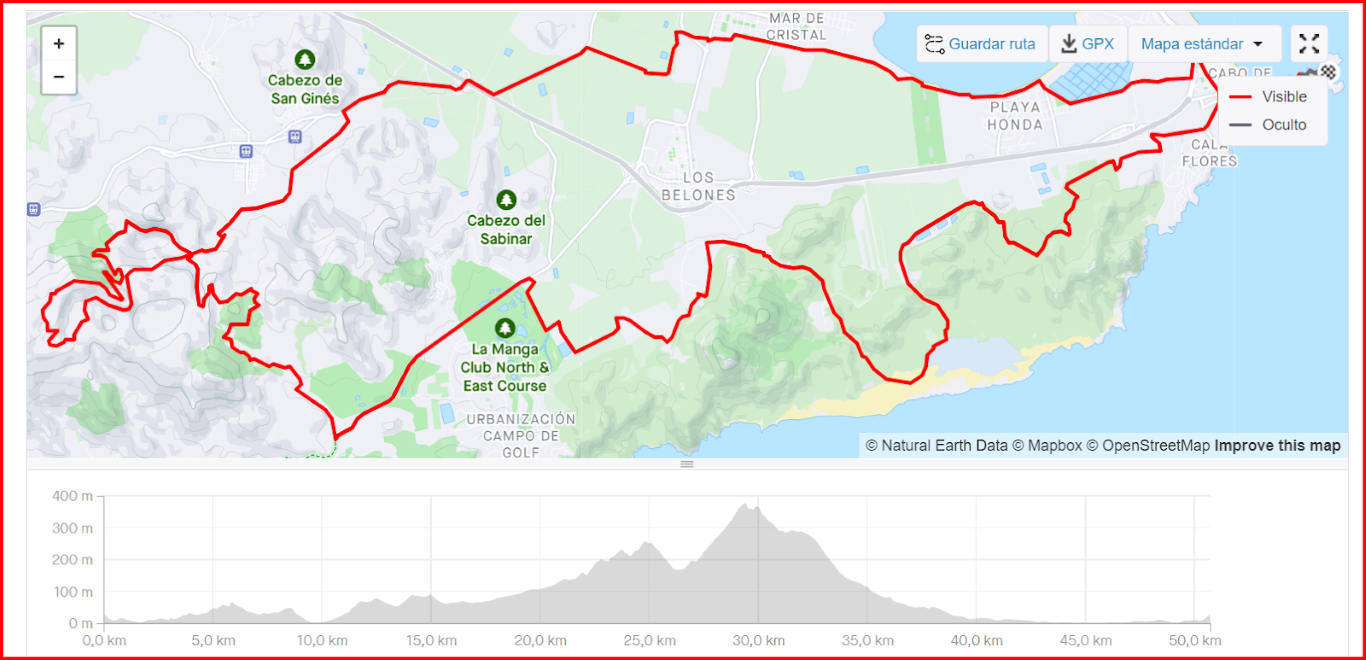 MAR DE
CRISTAL
+
−
Guardar ruta
GPX
Mapa estándar
Cabezo de
San Ginés
CABO DE
Visible
Oculto
PLAYA
HONDA
CALA
FLORES
LOS
BELONES
Cabezo del
Sabinar
La Manga
Club North &
East Course
URBANIZACIÓN
CAMPO DE
GOLF
© Natural Earth Data © Mapbox © OpenStreetMap Improve this map
400 m
300 m
200 m
100 m
0 m
0,0 km 5,0 km 10,0 km 15,0 km 20,0 km 25,0 km 30,0 km 35,0 km 40,0 km 45,0 km 50,0 km